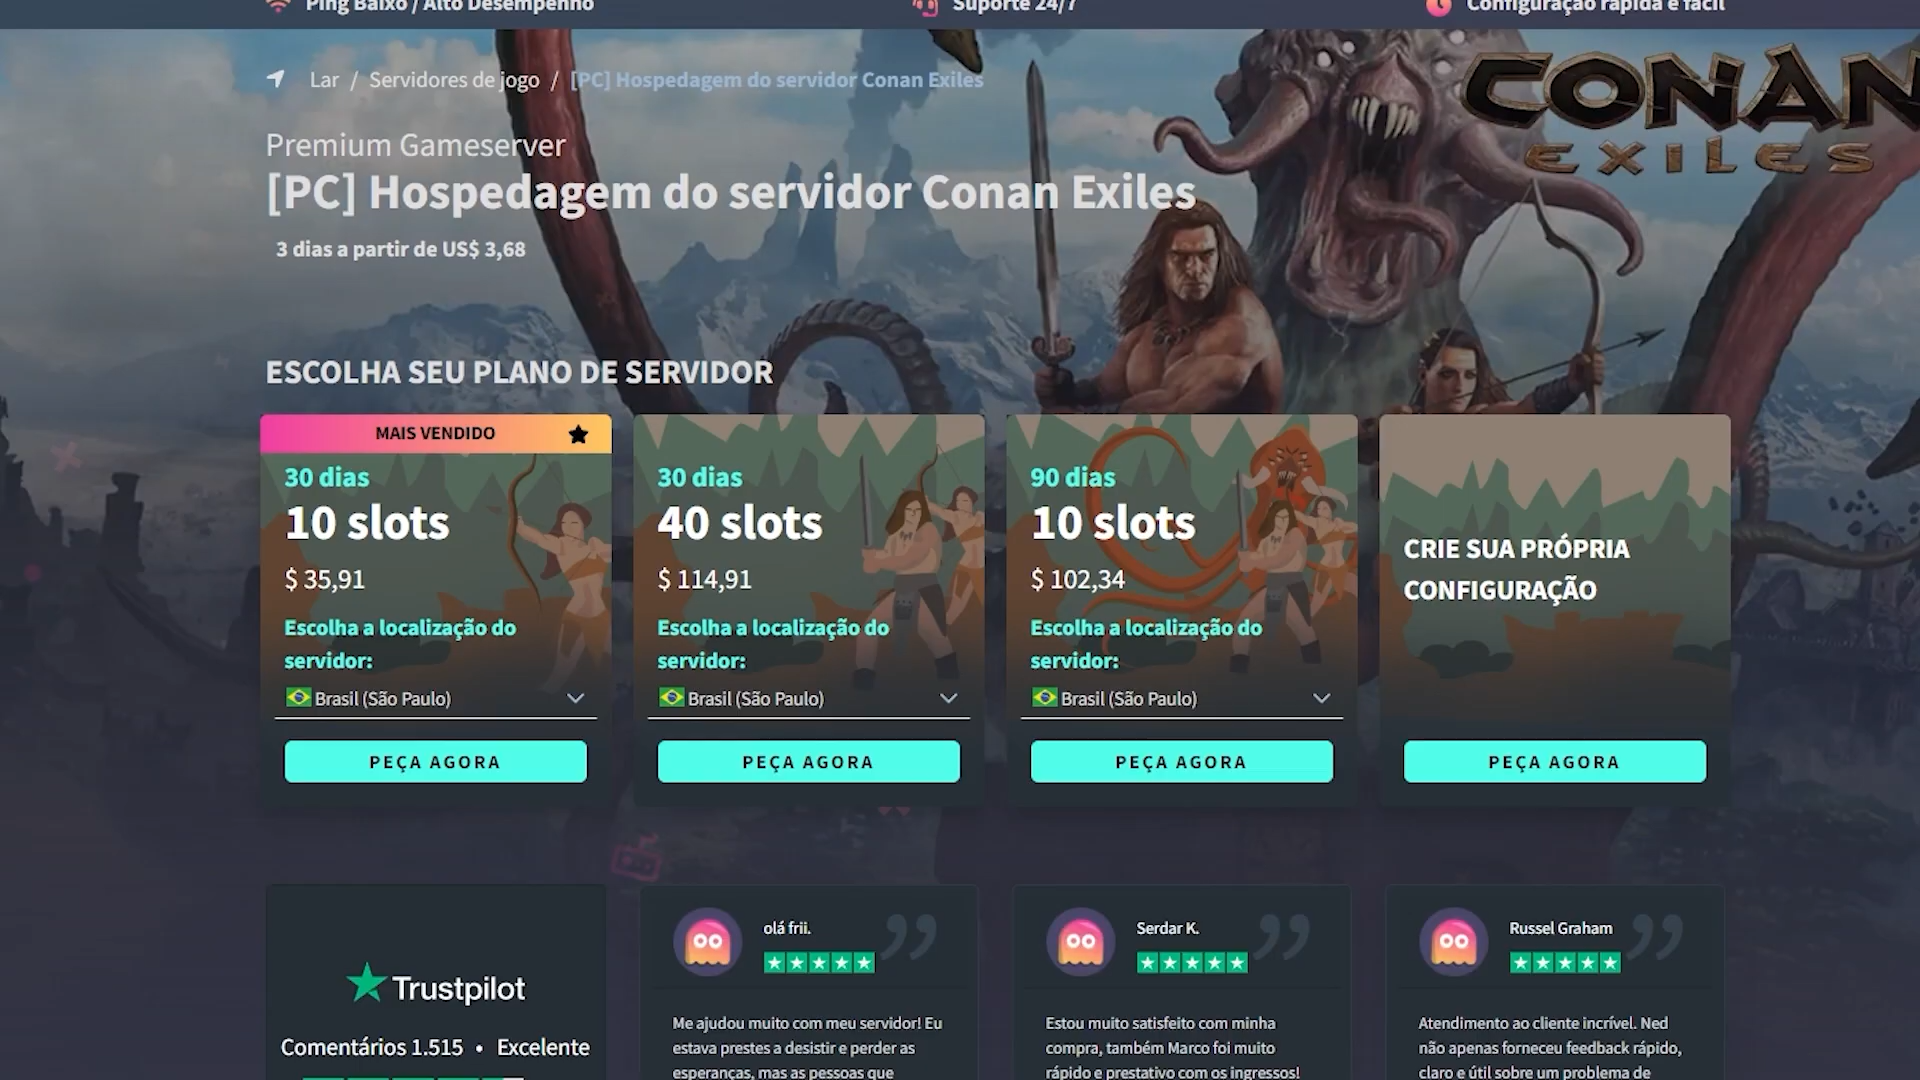 Ping Baixo / Alto Desempenho
Suporte 24/7
Configuração rápida e fácil
CONAN
EXILES
Lar / Servidores de jogo / [PC] Hospedagem do servidor Conan Exiles
Premium Gameserver
[PC] Hospedagem do servidor Conan Exiles
3 dias a partir de US$ 3,68
ESCOLHA SEU PLANO DE SERVIDOR
MAIS VENDIDO
30 dias
10 slots
$ 35,91
Escolha a localização do
servidor:
Brasil (São Paulo)
PEÇA AGORA
30 dias
40 slots
$ 114,91
Escolha a localização do
servidor:
Brasil (São Paulo)
PEÇA AGORA
90 dias
10 slots
$ 102,34
Escolha a localização do
servidor:
Brasil (São Paulo)
PEÇA AGORA
CRIE SUA PRÓPRIA
CONFIGURAÇÃO
PEÇA AGORA
Trustpilot
Comentários 1.515 • Excelente
olá frii.
Me ajudou muito com meu servidor! Eu
estava prestes a desistir e perder as
esperanças, mas as pessoas que
Serdar K.
Estou muito satisfeito com minha
compra, também Marco foi muito
rápido e prestativo com os ingressos!
Russel Graham
Atendimento ao cliente incrível. Ned
não apenas forneceu feedback rápido,
claro e útil sobre um problema de